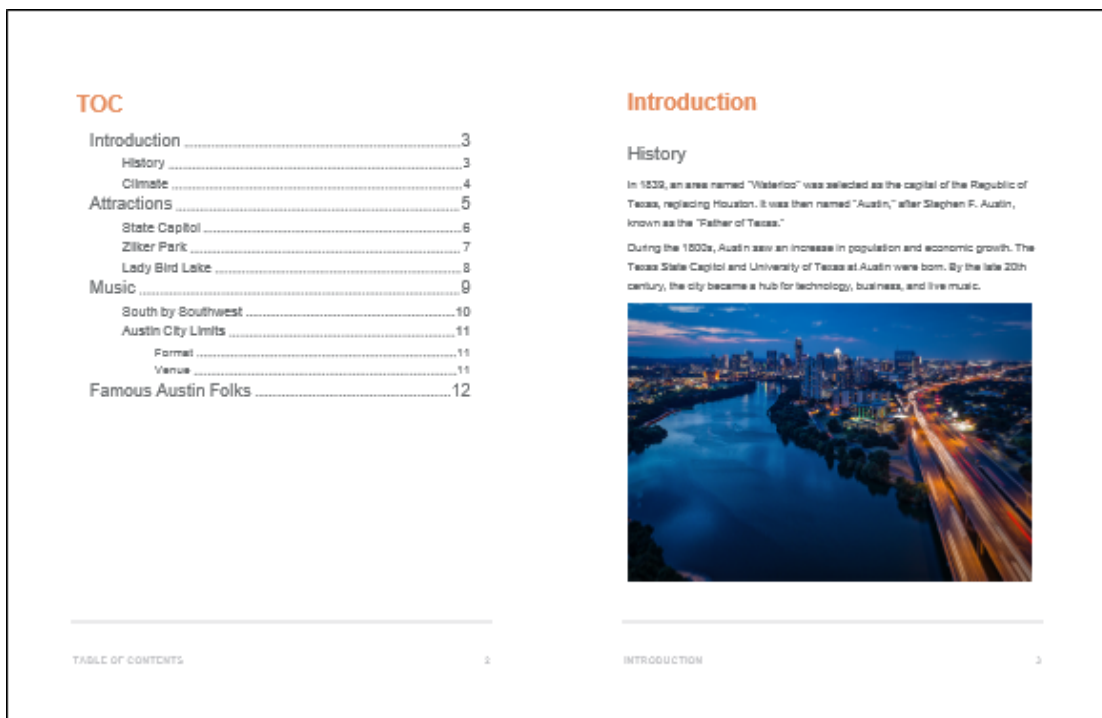 TOC
Introduction 3
History 3
Climate 4
Attractions 5
State Capitol 6
Zilker Park 7
Lady Bird Lake 8
Music 9
South by Southwest 10
Austin City Limits 11
Format 11
Venue 11
Famous Austin Folks 12
TABLE OF CONTENTS 2
Introduction
History
In 1839, an area named "Waterloo" was selected as the capital of the Republic of
Texas, replacing Houston. It was then named "Austin," after Stephen F. Austin,
known as the "Father of Texas."
During the 1800s, Austin saw an increase in population and economic growth. The
Texas State Capitol and University of Texas at Austin were born. By the late 20th
century, the city became a hub for technology, business, and live music.
INTRODUCTION 3